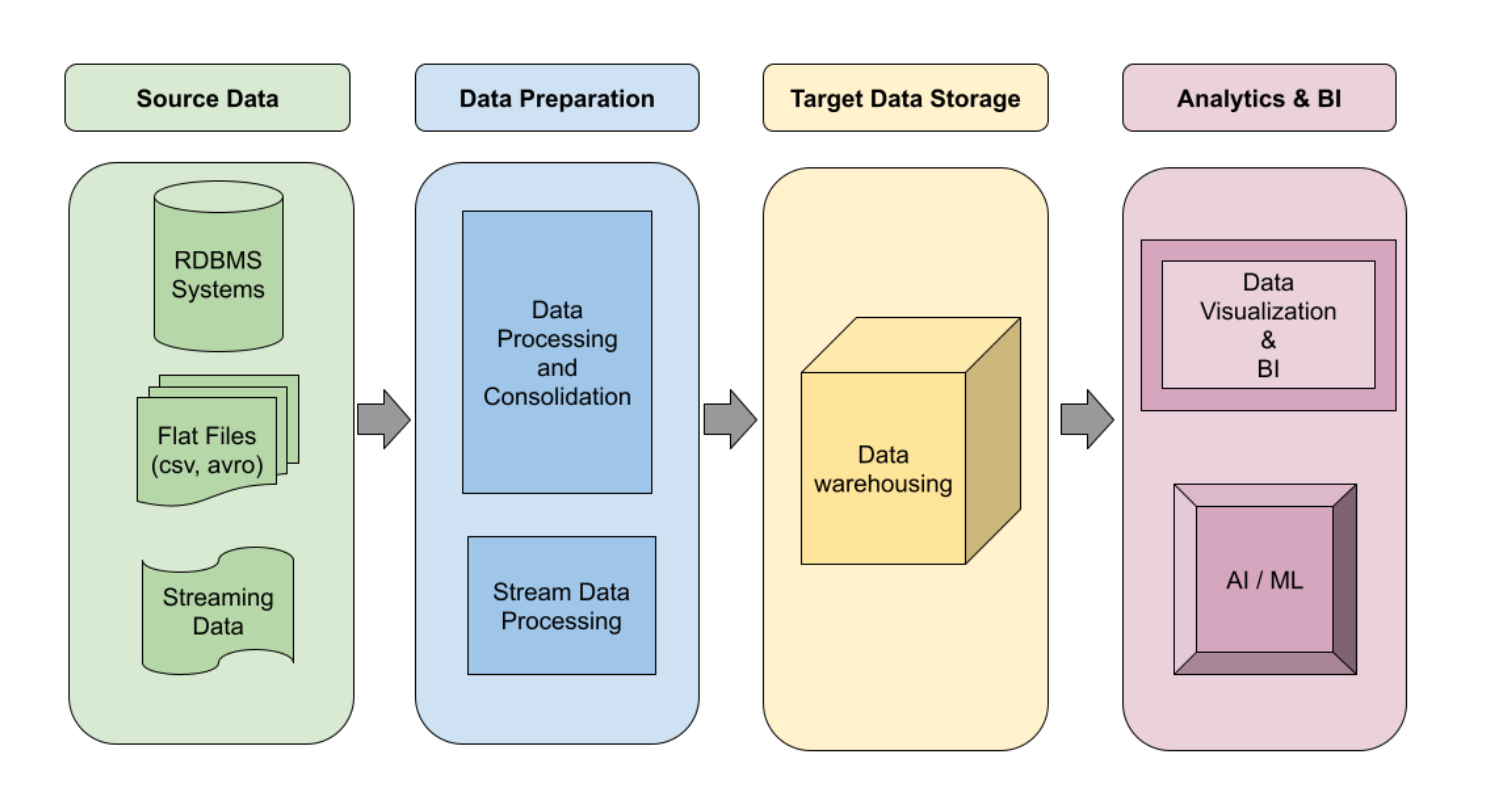 Source Data
Data Preparation
Target Data Storage
Analytics & BI
RDBMS
Systems
Flat Files
(csv, avro)
Streaming
Data
Data
Processing
and
Consolidation
Stream Data
Processing
Data
warehousing
Data
Visualization
&
BI
AI / ML